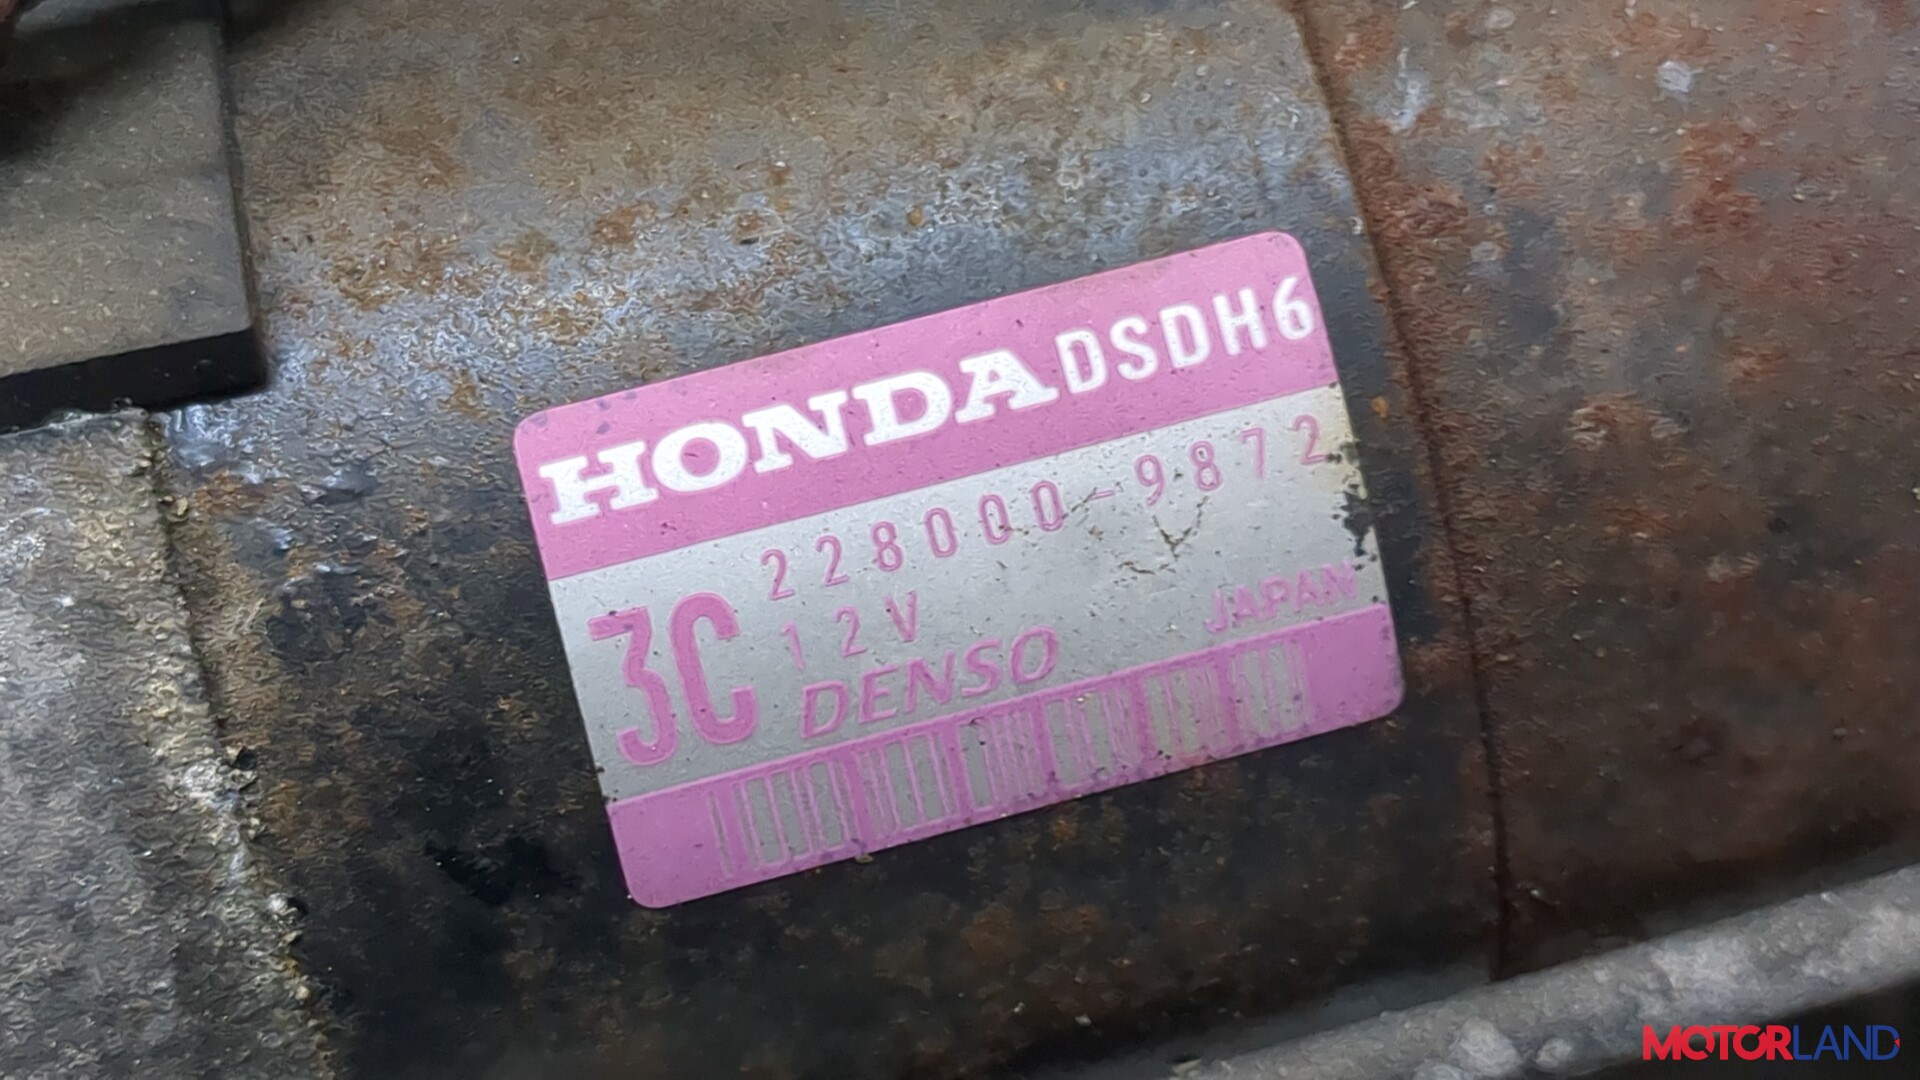 HONDA DSDH6
228000-9872
3C 12V JAPAN
DENSO
MOTORLAND